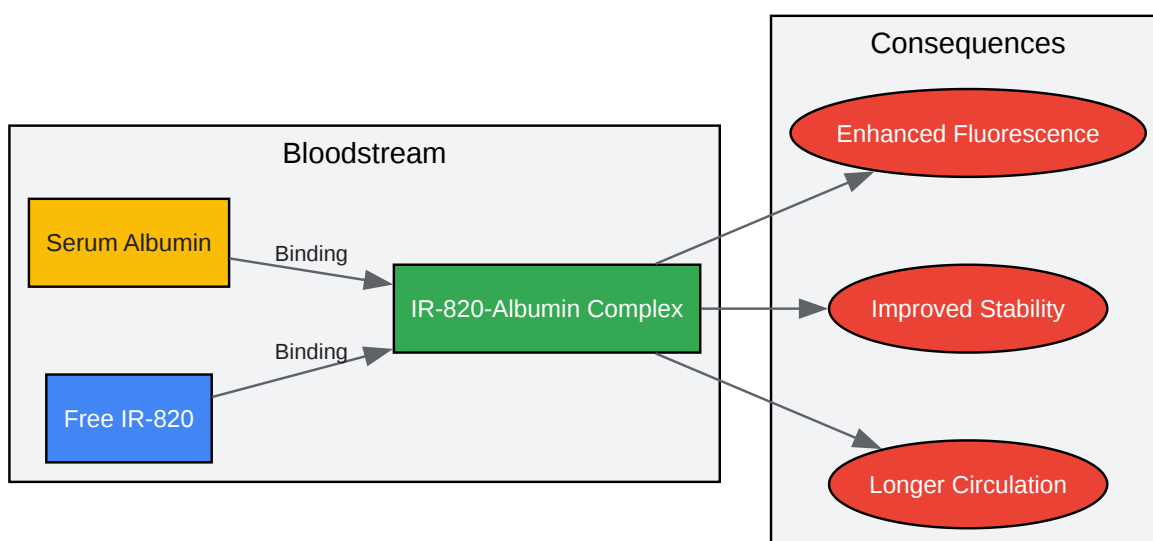 Bloodstream
Serum Albumin
Binding
Free IR-820
Binding
IR-820-Albumin Complex
Consequences
Enhanced Fluorescence
Improved Stability
Longer Circulation